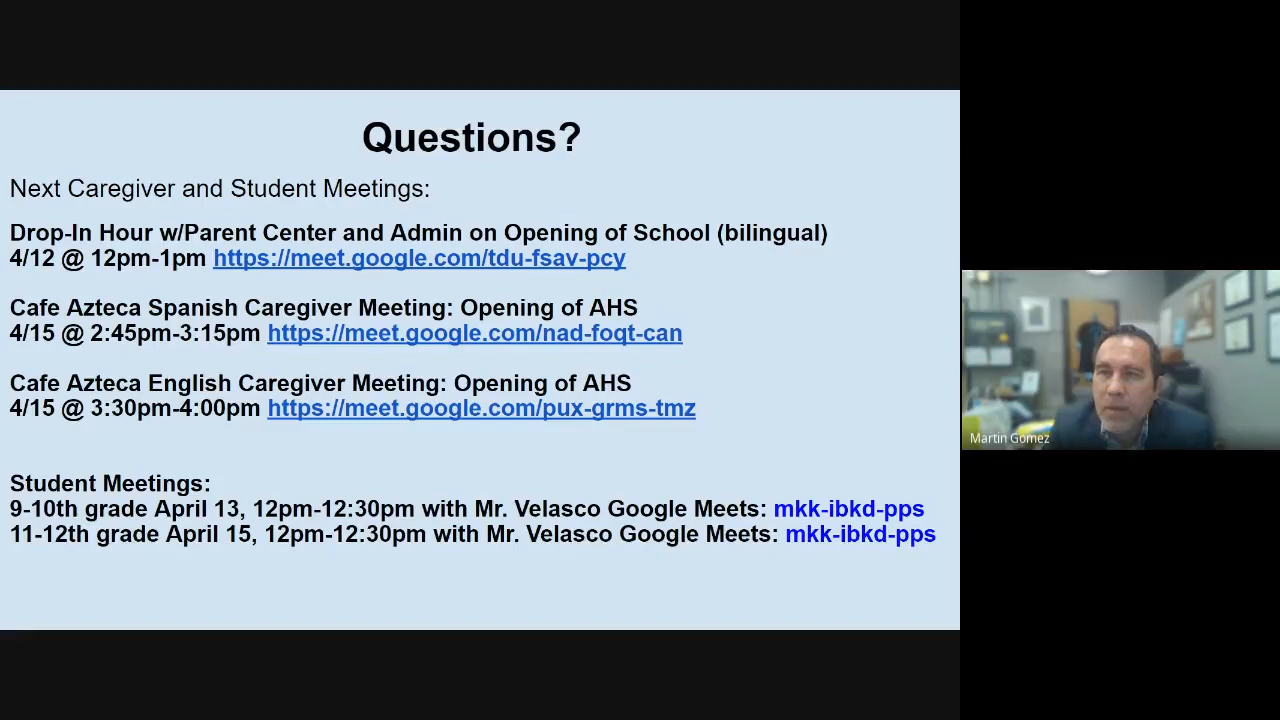 Questions?
Next Caregiver and Student Meetings:
Drop-In Hour w/Parent Center and Admin on Opening of School (bilingual)
4/12 @ 12pm-1pm https://meet.google.com/tdu-fsav-pcy
Cafe Azteca Spanish Caregiver Meeting: Opening of AHS
4/15 @ 2:45pm-3:15pm https://meet.google.com/nad-foqt-can
Cafe Azteca English Caregiver Meeting: Opening of AHS
4/15 @ 3:30pm-4:00pm https://meet.google.com/pux-grms-tmz
Student Meetings:
9-10th grade April 13, 12pm-12:30pm with Mr. Velasco Google Meets: mkk-ibkd-pps
11-12th grade April 15, 12pm-12:30pm with Mr. Velasco Google Meets: mkk-ibkd-pps
Martin Gomez